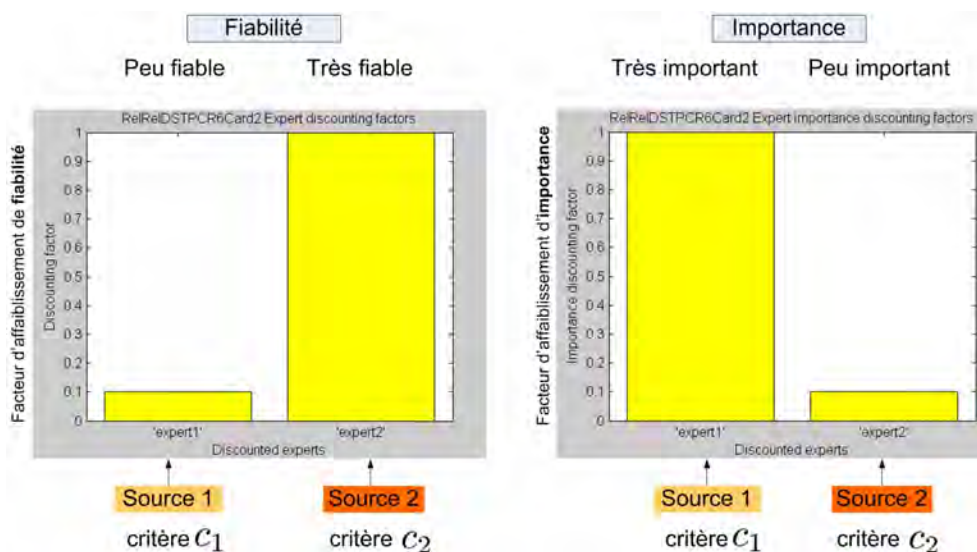 Fiabilité
Peu fiable
Très fiable
RelRelDSTPCR6Card2 Expert discounting factors
Facteur d'affaiblissement de fiabilité
Discounting factor
1
0.9
0.8
0.7
0.6
0.5
0.4
0.3
0.2
0.1
0
'expert1'
'expert2'
Discounted experts
Source 1
Source 2
critère c1
critère c2
Importance
Très important
Peu important
RelRelDSTPCR6Card2 Expert importance discounting factors
Facteur d'affaiblissement d'importance
Importance discounting factor
1
0.9
0.8
0.7
0.6
0.5
0.4
0.3
0.2
0.1
0
'expert1'
'expert2'
Discounted experts
Source 1
Source 2
critère c1
critère c2